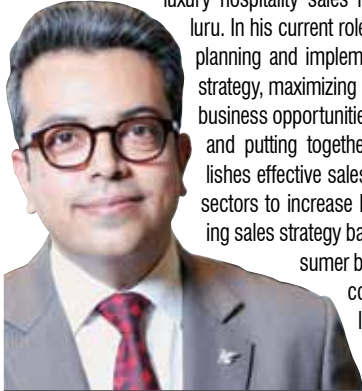 luxury hospitality sales
luru. In his current role
planning and implem
strategy, maximizing
business opportunitie
and putting togethe
lishes effective sales
sectors to increase
ing sales strategy ba
sumer b
co